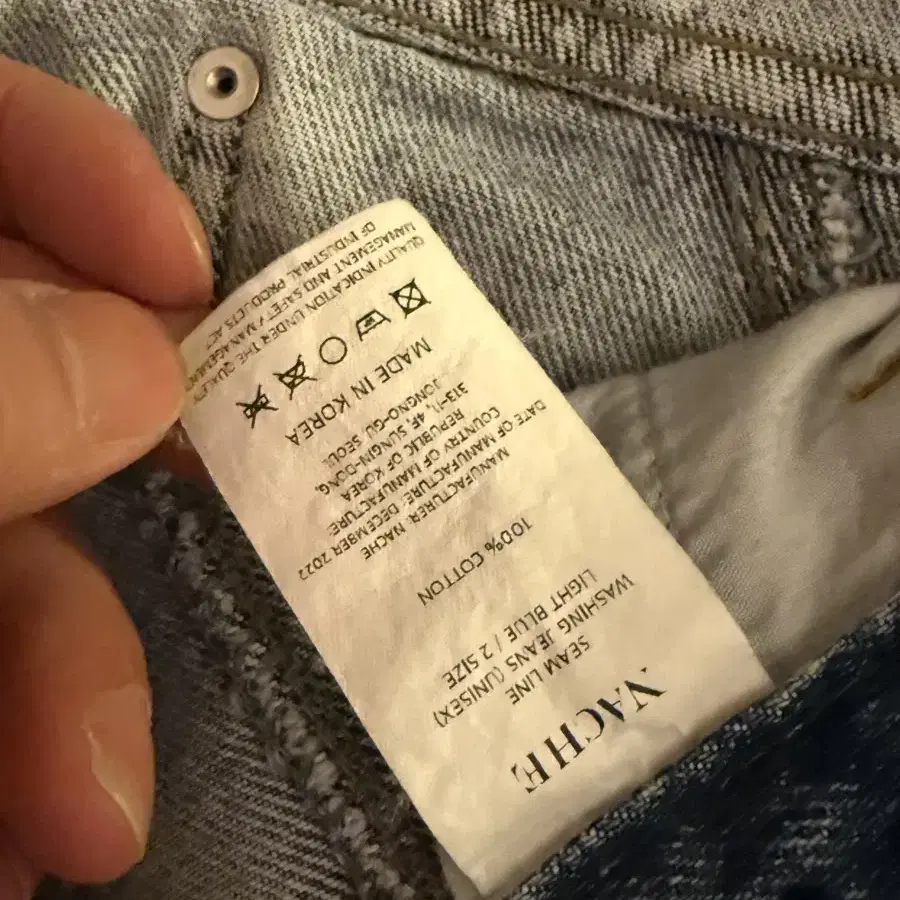 NACHE
SEAM LINE
WASHING JEANS (UNISEX)
LIGHT BLUE / 2 SIZE
100% COTTON
MANUFACTURER: NACHE
DATE OF MANUFACTURE: DECEMBER 2022
COUNTRY OF MANUFACTURE:
REPUBLIC OF KOREA
313-11, 4F, SUNGIN-DONG,
JONGNO-GU, SEOUL
MADE IN KOREA
QUALITY INDICATION UNDER THE QUALITY
MANAGEMENT AND SAFETY MANAGEMENT
OF INDUSTRIAL PRODUCTS ACT